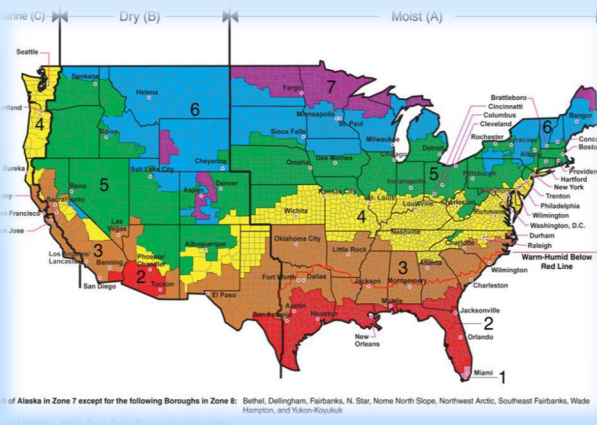 arine (C)
Dry (B)
Moist (A)
Seattle
Spokane
Helena
Fargo
7
Brattleboro
Cincinnatti
Columbus
Cleveland
Bangor
6
Minneapolis
St. Paul
Rochester
Syracuse
6
4
Boise
Sioux Falls
Milwaukee
Detroit
Albany
Bosto
Chicago
Eureka
Salt Lake City
Cheyenne
Omaha
Des Moines
Pittsburgh
Providen
Hartford
New York
5
Reno
Aspen
Denver
Indianapolis
5
Trenton
Philadelphia
Wilmington
Washington, D.C.
Sacramento
Kansas City
St. Louis
Louisville
Charleston
Richmond
n Francisco
n Jose
Las
Vegas
Wichita
4
Durham
Raleigh
Nashville
Charlotte
3
Albuquerque
Oklahoma City
Little Rock
Warm-Humid Below
Red Line
Los Angeles/
Lancaster
Banning
Phoenix/
Chandler
2
3
Atlanta
Wilmington
San Diego
Tucson
El Paso
Fort Worth
Dallas
Jackson
Montgomery
Charleston
Austin
Mobile
Jacksonville
2
San Antonio
Houston
New
Orleans
Orlando
Miami
1
of Alaska in Zone 7 except for the following Boroughs in Zone 8: Bethel, Dellingham, Fairbanks, N. Star, Nome North Slope, Northwest Arctic, Southeast Fairbanks, Wade
Hampton, and Yukon-Koyukuk